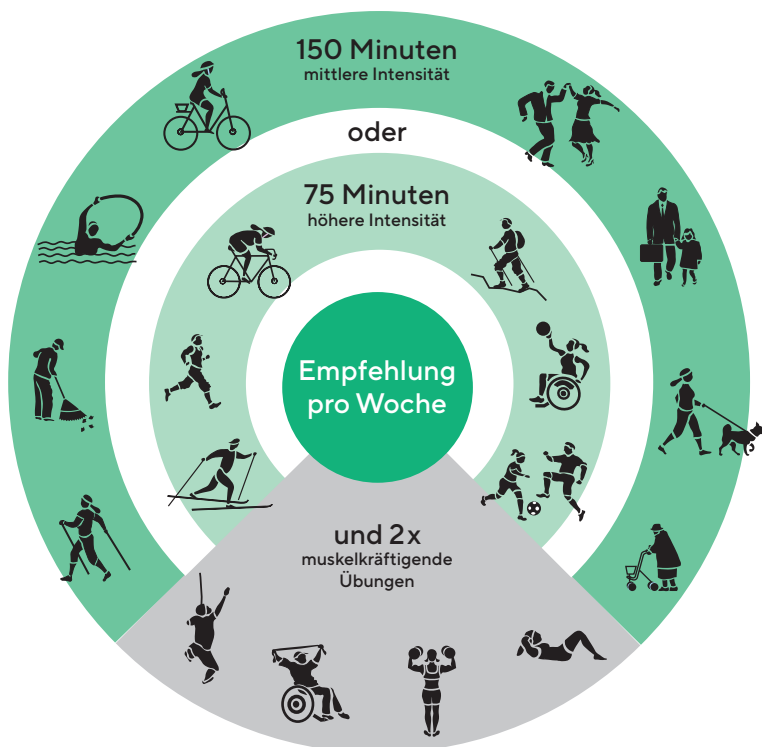 150 Minuten
mittlere Intensität
oder
75 Minuten
höhere Intensität
Empfehlung
pro Woche
und 2x
muskelkräftigende
Übungen